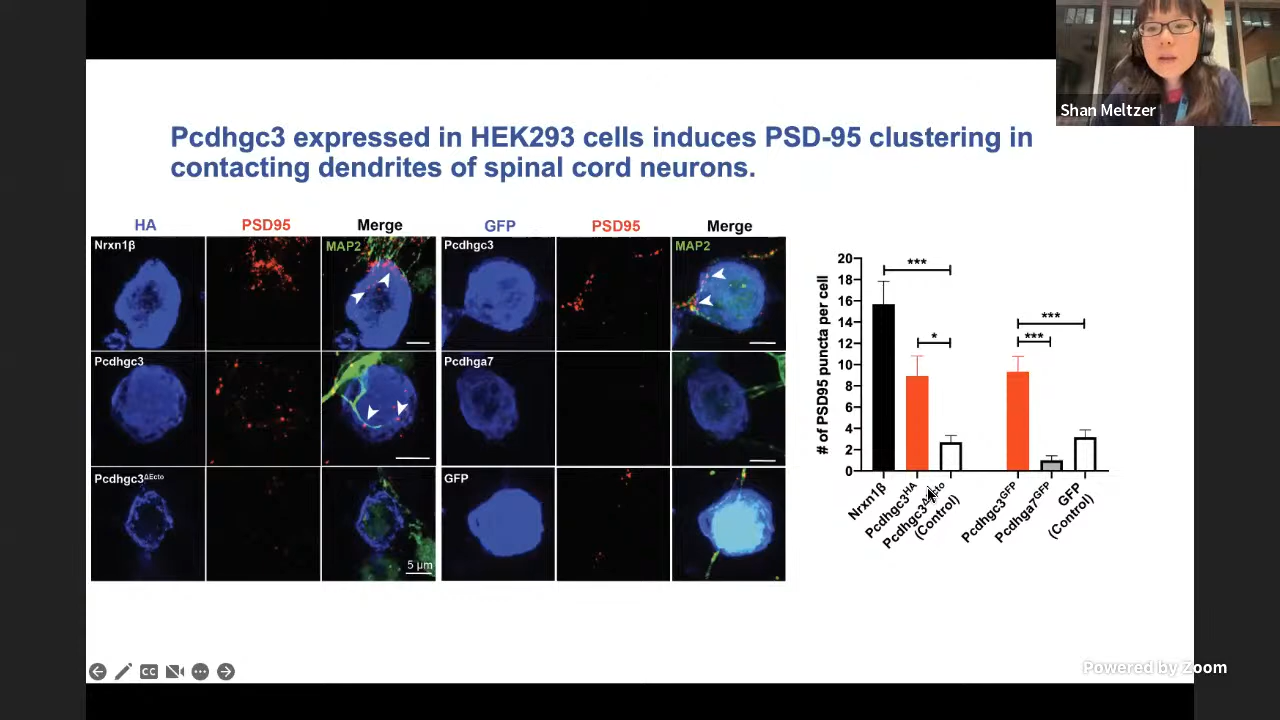 Shan Meltzer
Pcdhgc3 expressed in HEK293 cells induces PSD-95 clustering in
contacting dendrites of spinal cord neurons.
HA PSD95 Merge GFP PSD95 Merge
Nrxn1β MAP2 Pcdhgc3 MAP2
Pcdhgc3 Pcdhga7
Pcdhgc3ΔEcto GFP
5 μm
# of PSD95 puncta per cell
20
18
16
14
12
10
8
6
4
2
0
*** * *** ***
Nrxn1β
Pcdhgc3HA
Pcdhgc3ΔEcto
(Control)
Pcdhgc3GFP
Pcdhga7GFP
GFP
(Control)
CC
Powered by Zoom